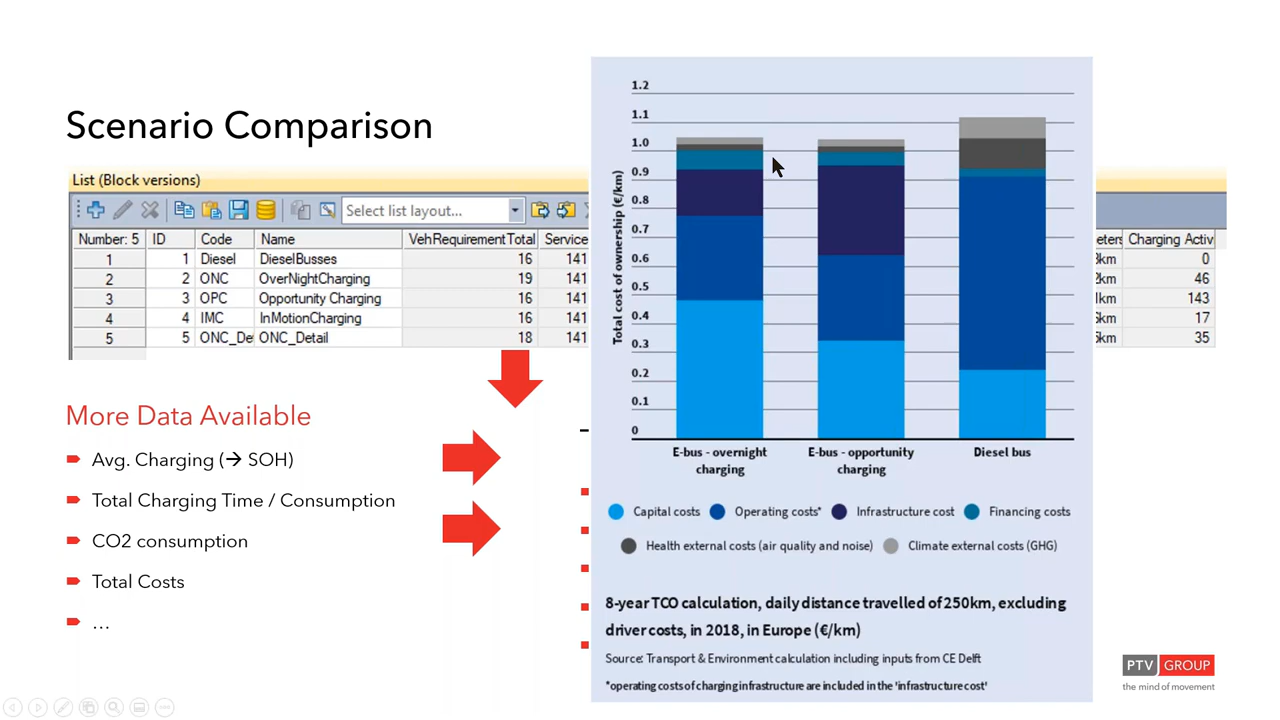 Scenario Comparison
List (Block versions)
Select list layout...
Number: 5 ID Code Name VehRequirementTotal Service
1 1 Diesel DieselBusses 16 141
2 2 ONC OverNightCharging 19 141
3 3 OPC Opportunity Charging 16 141
4 4 IMC InMotionCharging 16 141
5 5 ONC_De ONC_Detail 18 141
eters Charging Activ
km 0
2km 46
km 143
km 17
km 35
More Data Available
Avg. Charging (→ SOH)
Total Charging Time / Consumption
CO2 consumption
Total Costs
…
Total cost of ownership (€/km)
1.2
1.1
1.0
0.9
0.8
0.7
0.6
0.5
0.4
0.3
0.2
0.1
0
E-bus - overnight charging
E-bus - opportunity charging
Diesel bus
Capital costs Operating costs* Infrastructure cost Financing costs
Health external costs (air quality and noise) Climate external costs (GHG)
8-year TCO calculation, daily distance travelled of 250km, excluding
driver costs, in 2018, in Europe (€/km)
Source: Transport & Environment calculation including inputs from CE Delft
*operating costs of charging infrastructure are included in the 'infrastructure cost'
PTV GROUP
the mind of movement